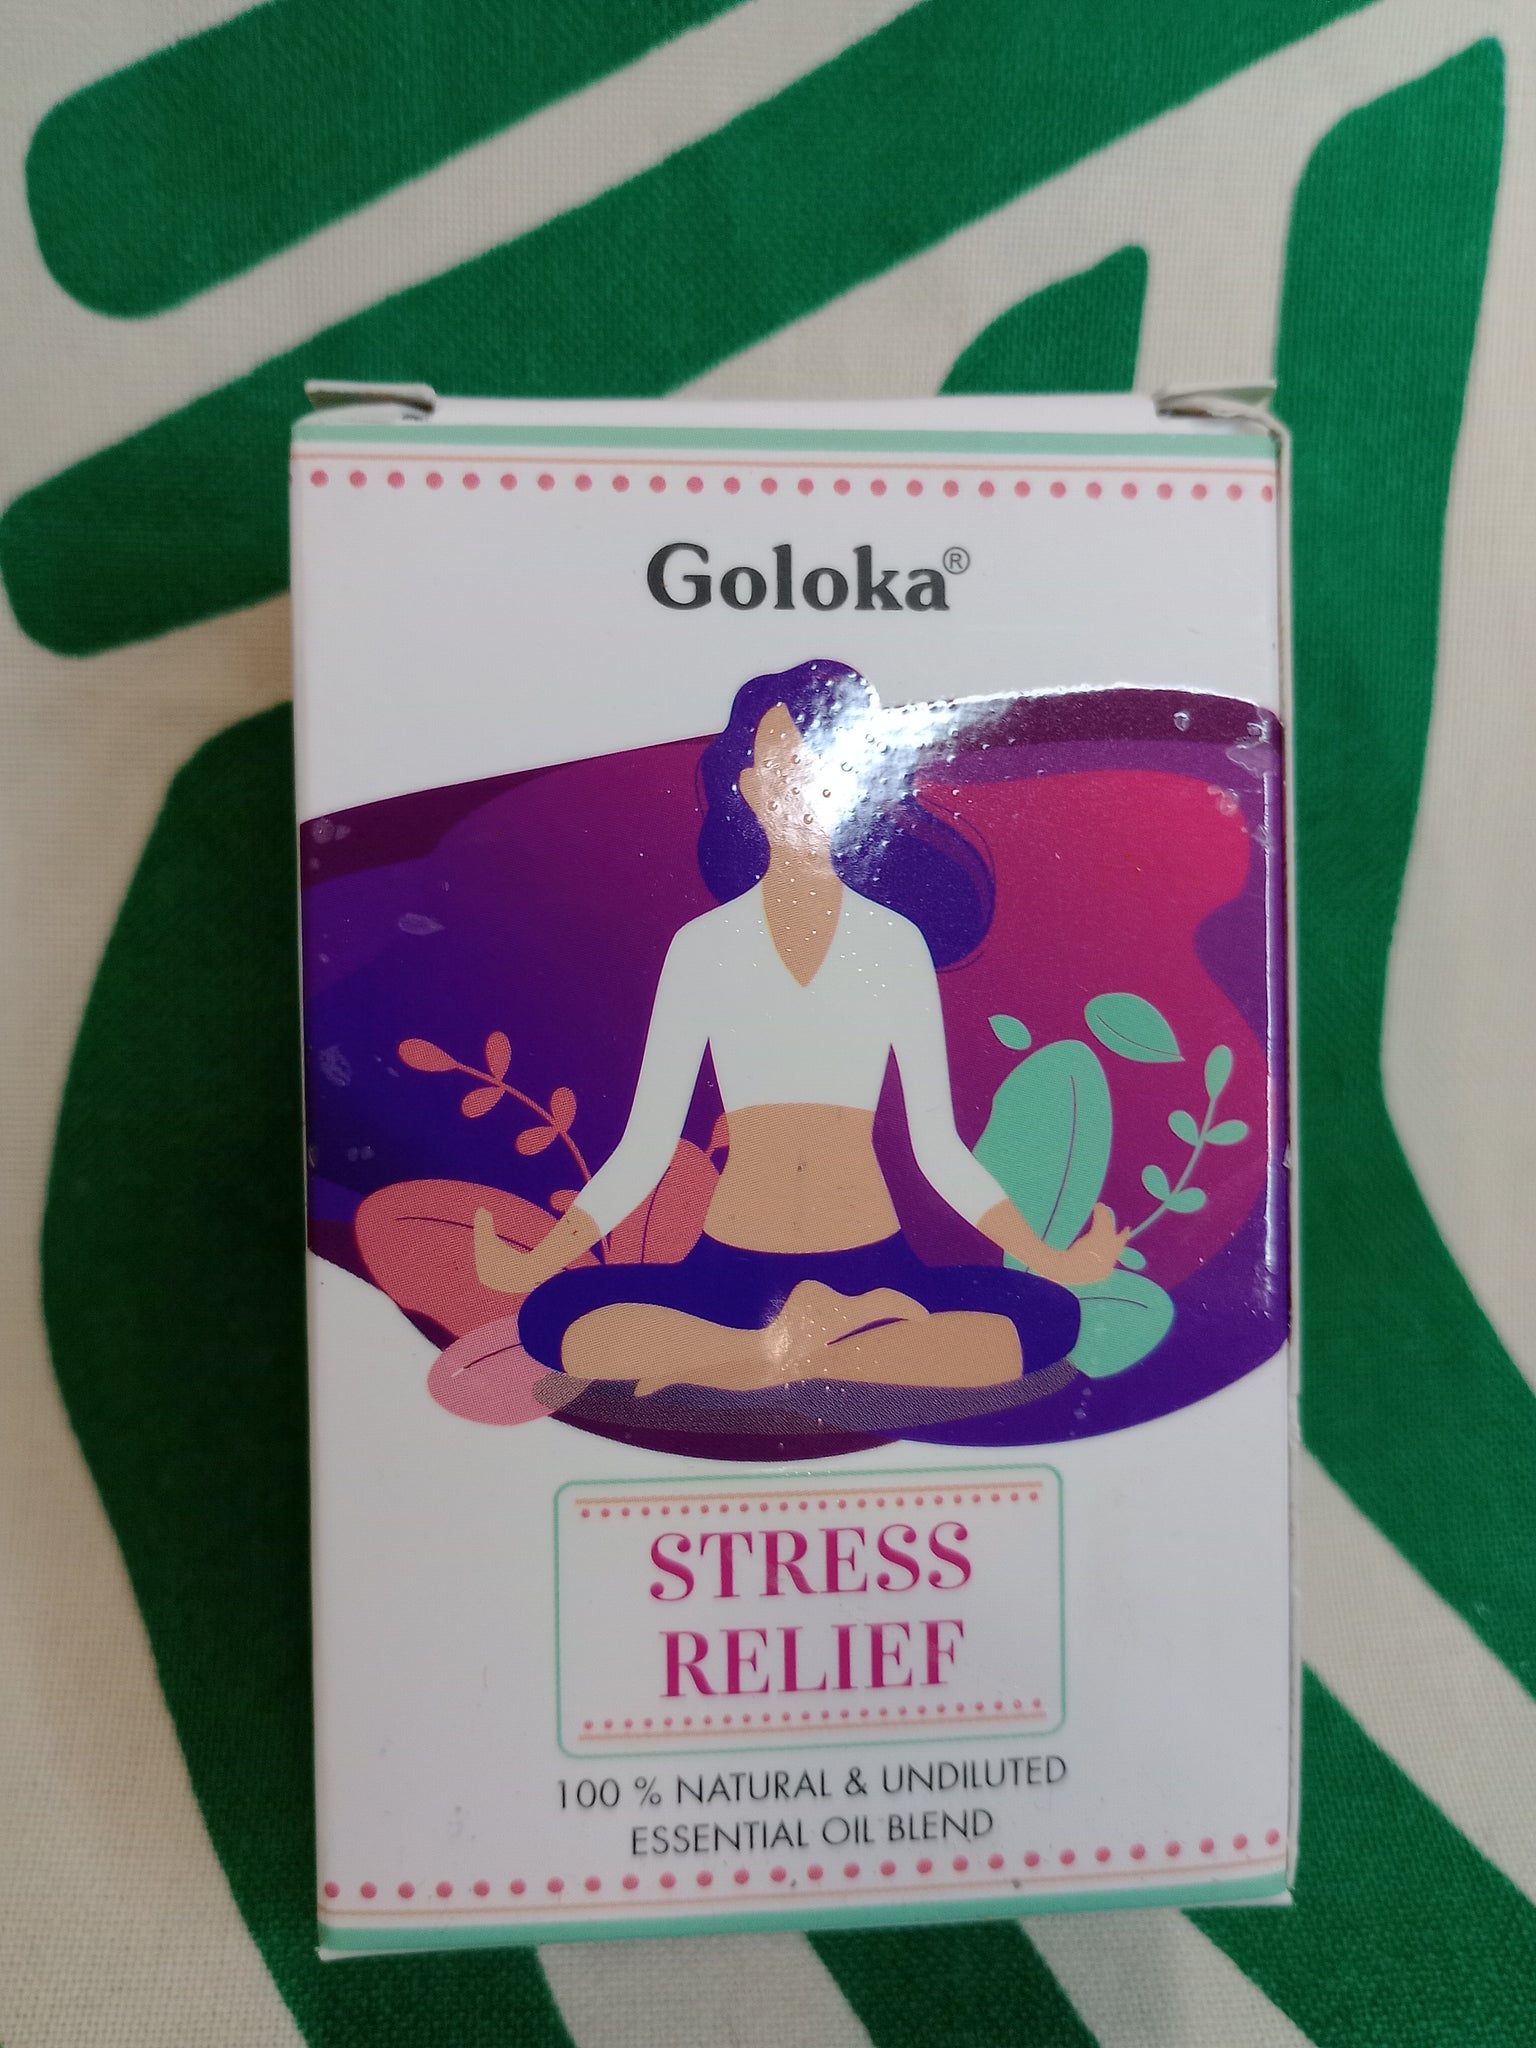 Goloka®
STRESS
RELIEF
100 % NATURAL & UNDILUTED
ESSENTIAL OIL BLEND